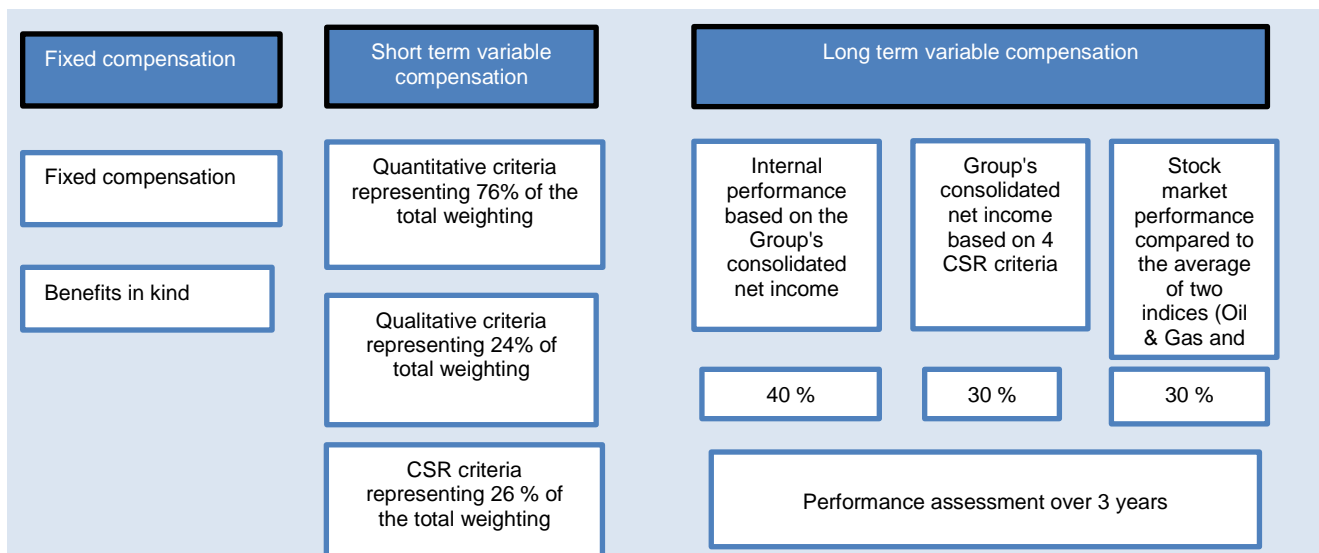 Fixed compensation
Short term variable
compensation
Long term variable compensation
Fixed compensation
Benefits in kind
Quantitative criteria
representing 76% of the
total weighting
Qualitative criteria
representing 24% of
total weighting
CSR criteria
representing 26 % of
the total weighting
Internal
performance
based on the
Group's
consolidated
net income
Group's
consolidated
net income
based on 4
CSR criteria
Stock
market
performance
compared to
the average
of two
indices (Oil
& Gas and
40 %
30 %
30 %
Performance assessment over 3 years